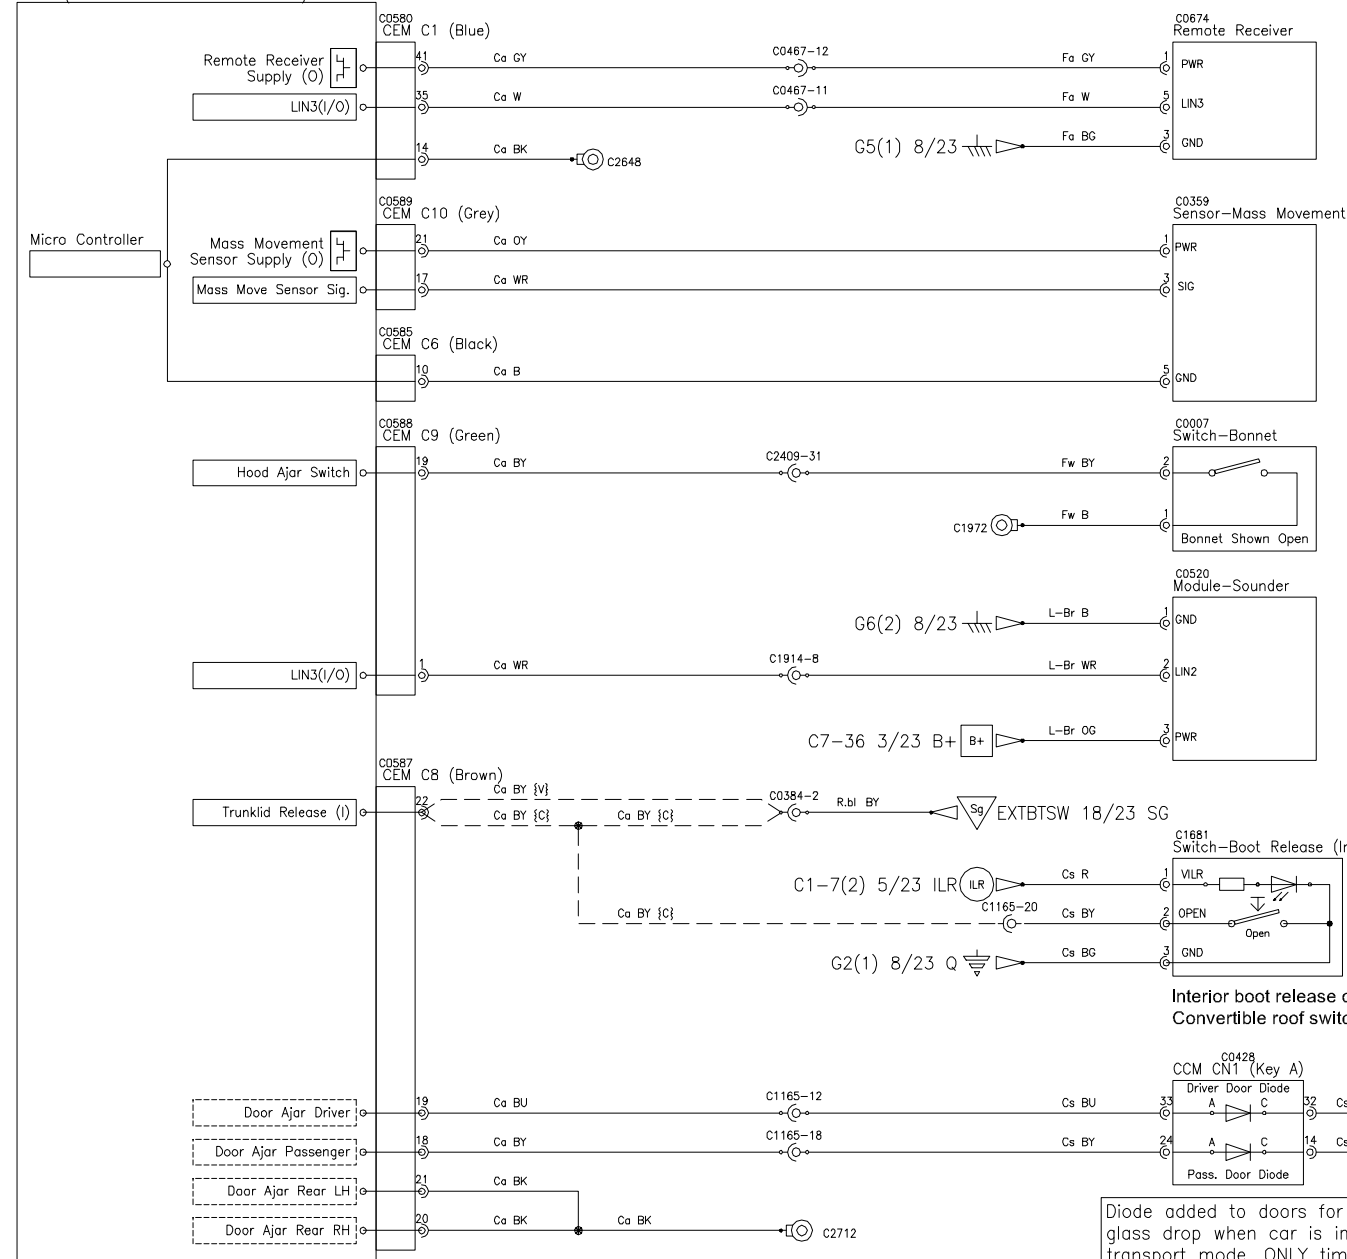 C0580
CEM C1 (Blue)
C0674
Remote Receiver
Remote Receiver
Supply (O)
41
Ca GY
C0467-12
Fa GY
1
PWR
LIN3(I/O)
35
Ca W
C0467-11
Fa W
5
LIN3
14
Ca BK
C2648
G5(1) 8/23
Fa BG
3
GND
C0589
CEM C10 (Grey)
C0359
Sensor-Mass Movement
Micro Controller
Mass Movement
Sensor Supply (O)
21
Ca OY
1
PWR
Mass Move Sensor Sig.
17
Ca WR
3
SIG
C0585
CEM C6 (Black)
10
Ca B
5
GND
C0588
CEM C9 (Green)
C0007
Switch-Bonnet
Hood Ajar Switch
19
Ca BY
C2409-31
Fw BY
2
C1972
Fw B
1
Bonnet Shown Open
C0520
Module-Sounder
G6(2) 8/23
L-Br B
1
GND
LIN3(I/O)
1
Ca WR
C1914-8
L-Br WR
2
LIN2
C7-36 3/23 B+
B+
L-Br OG
3
PWR
C0587
CEM C8 (Brown)
Ca BY {V}
Trunklid Release (I)
22
Ca BY {C}
Ca BY {C}
C0384-2
R.bl BY
Sg
EXTBTSW 18/23 SG
C1681
Switch-Boot Release (
C1-7(2) 5/23 ILR
ILR
Cs R
1
VILR
Ca BY {C}
C1165-20
Cs BY
2
OPEN
Open
G2(1) 8/23 Q
Cs BG
3
GND
Interior boot release
Convertible roof
C0428
CCM CN1 (Key A)
Driver Door Diode
Door Ajar Driver
19
Ca BU
C1165-12
Cs BU
33
A
C
32
Cs
Door Ajar Passenger
18
Ca BY
C1165-18
Cs BY
24
A
C
14
Cs
Pass. Door Diode
Door Ajar Rear LH
21
Ca BK
Door Ajar Rear RH
20
Ca BK
Ca BK
C2712
Diode added to doors for
glass drop when car is in
transport mode. ONLY